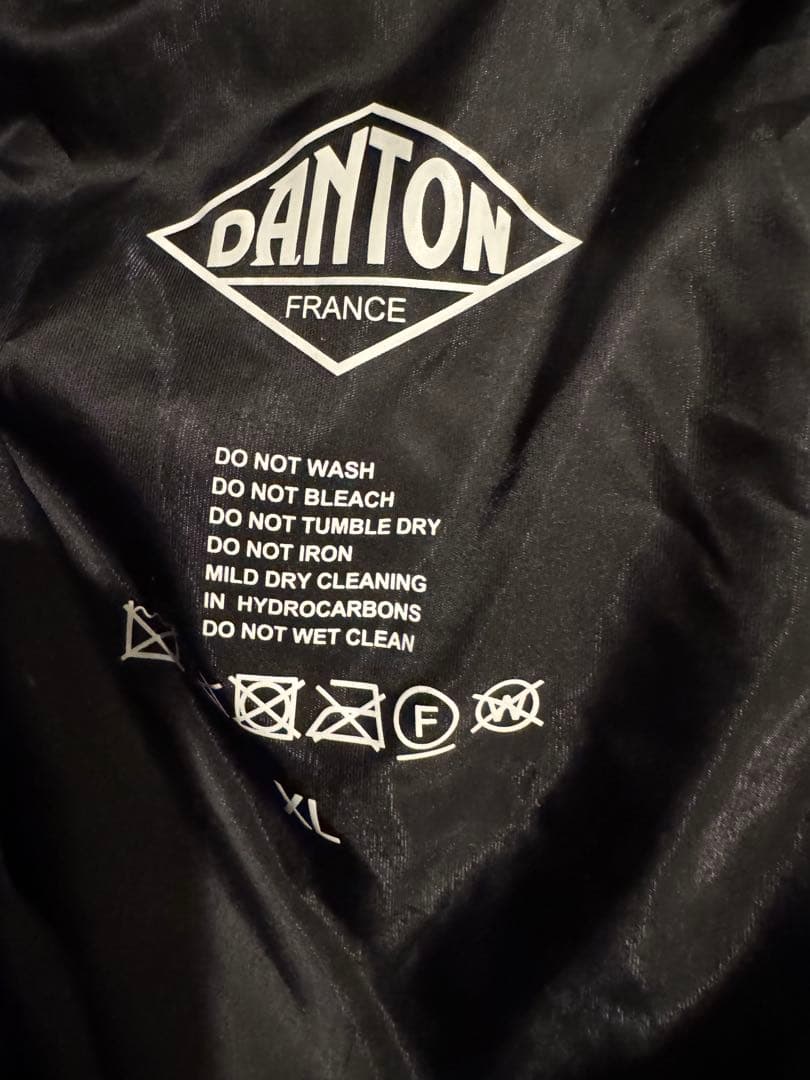 DANTON
FRANCE
DO NOT WASH
DO NOT BLEACH
DO NOT TUMBLE DRY
DO NOT IRON
MILD DRY CLEANING
IN HYDROCARBONS
DO NOT WET CLEAN
F W
XL